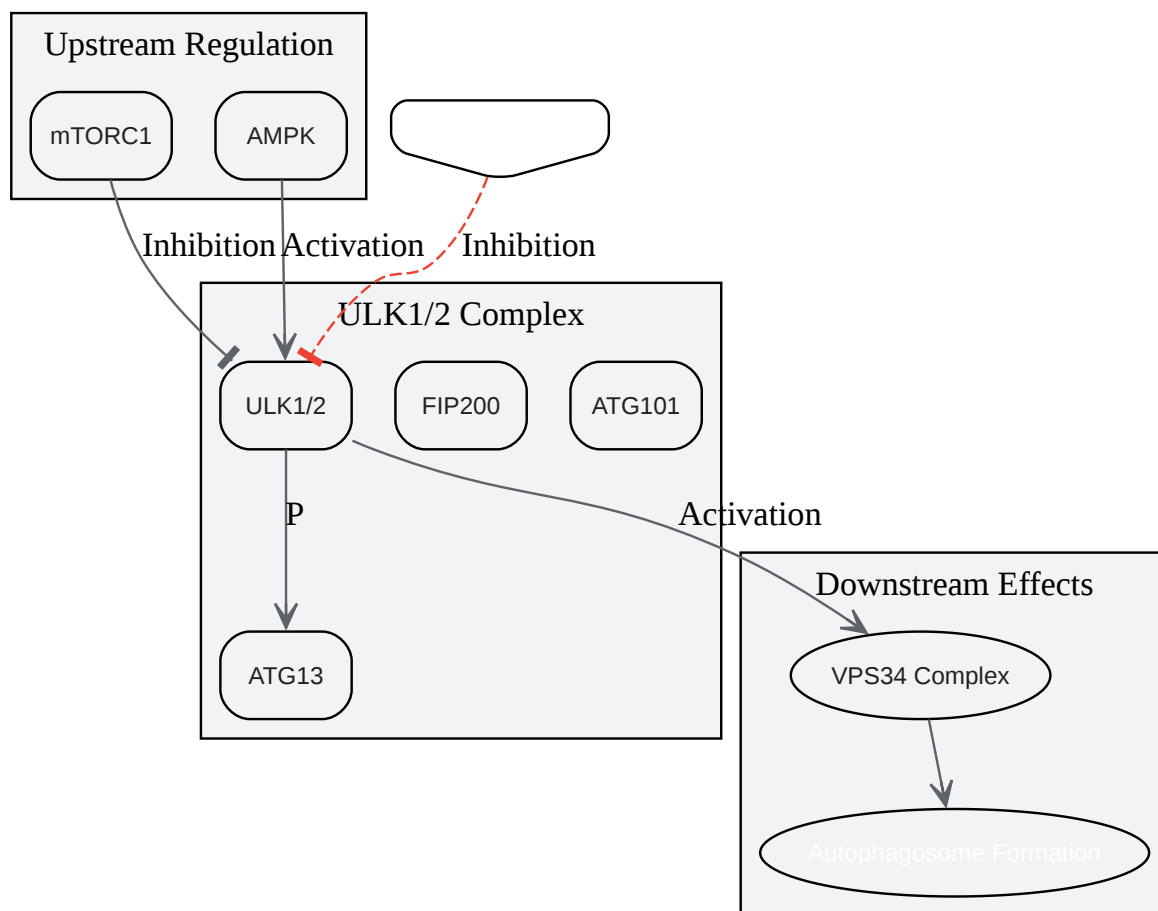 Upstream Regulation
mTORC1
AMPK
Inhibition
Activation
Inhibition
ULK1/2 Complex
ULK1/2
FIP200
ATG101
P
Activation
Downstream Effects
ATG13
VPS34 Complex
Autophagosome Formation